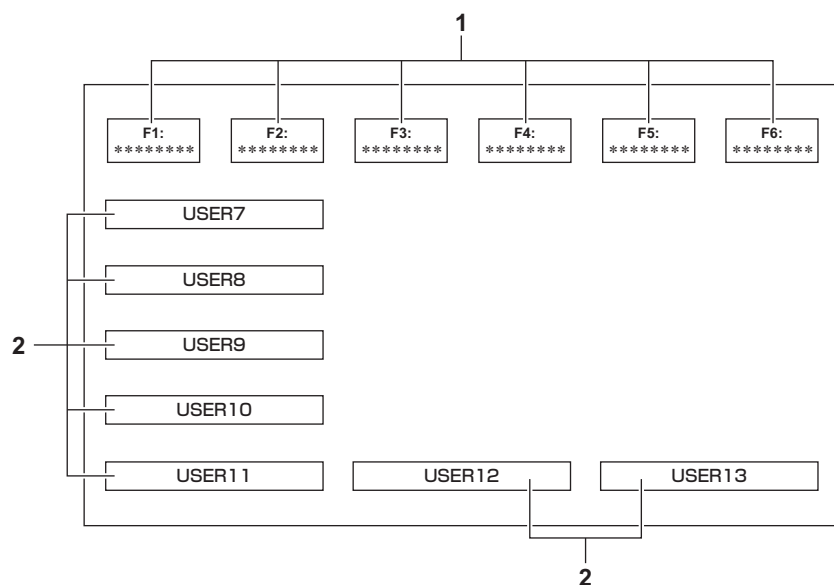 1
F1: F2: F3: F4: F5: F6:
******** ******** ******** ******** ******** ********
USER7
USER8
2 USER9
USER10
USER11 USER12 USER13
2